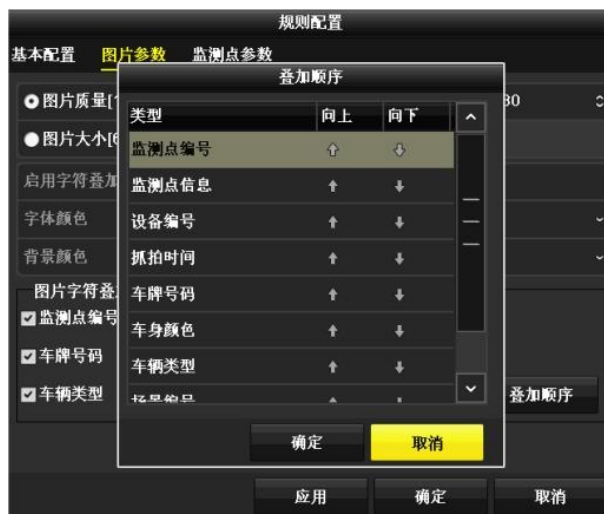 规则配置
基本配置 图片参数 监测点参数
叠加顺序
图片质量[
80
类型 向上 向下
图片大小[
监测点编号
启用字符叠加
监测点信息
字体颜色
设备编号
背景颜色
抓拍时间
图片字符叠
车牌号码
监测点编号
车身颜色
车牌号码
车辆类型
车辆类型
场景编号
叠加顺序
确定 取消
应用 确定 取消